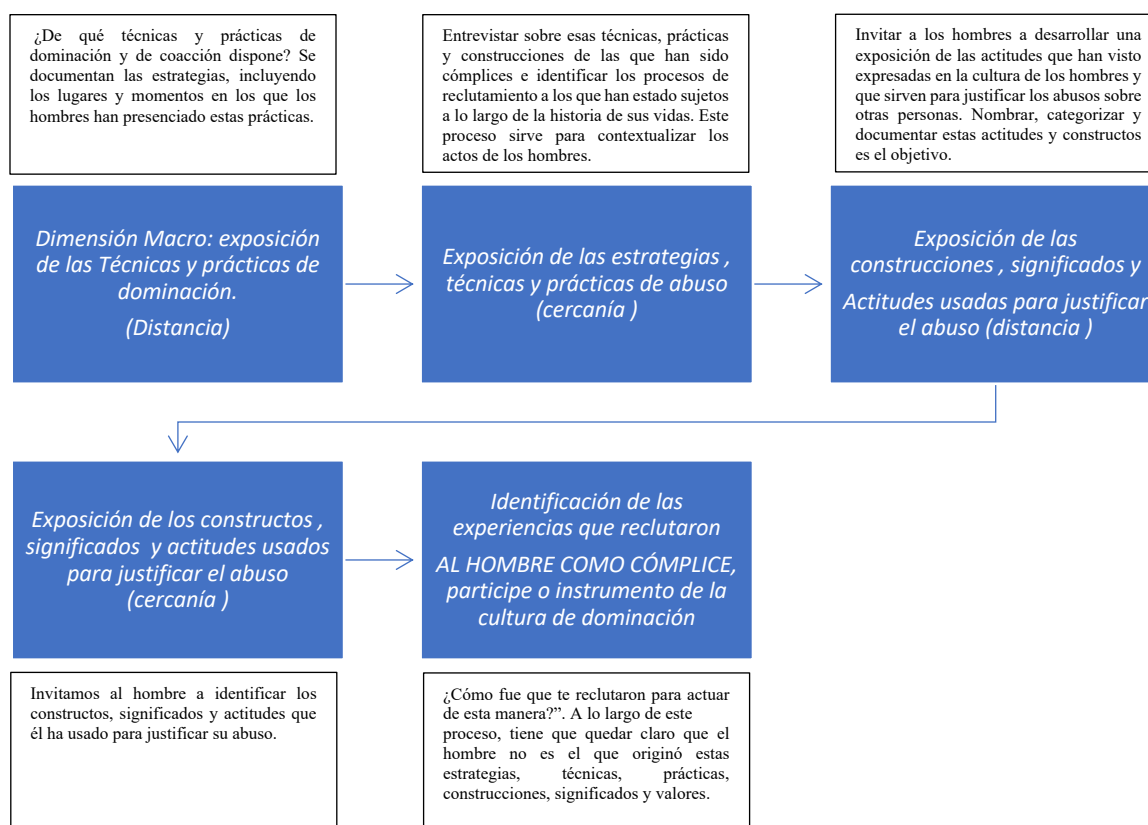 ¿De qué técnicas y prácticas de
dominación y de coacción dispone? Se
documentan las estrategias, incluyendo
los lugares y momentos en los que los
hombres han presenciado estas prácticas.
Entrevistar sobre esas técnicas, prácticas
y construcciones de las que han sido
cómplices e identificar los procesos de
reclutamiento a los que han estado sujetos
a lo largo de la historia de sus vidas. Este
proceso sirve para contextualizar los
actos de los hombres.
Invitar a los hombres a desarrollar una
exposición de las actitudes que han visto
expresadas en la cultura de los hombres y
que sirven para justificar los abusos sobre
otras personas. Nombrar, categorizar y
documentar estas actitudes y constructos
es el objetivo.
Dimensión Macro: exposición
de las Técnicas y prácticas de
dominación.
(Distancia)
Exposición de las estrategias ,
técnicas y prácticas de abuso
(cercanía )
Exposición de las
construcciones , significados y
Actitudes usadas para justificar
el abuso (distancia )
Exposición de los constructos ,
significados y actitudes usados
para justificar el abuso
(cercanía )
Identificación de las
experiencias que reclutaron
AL HOMBRE COMO CÓMPLICE,
participe o instrumento de la
cultura de dominación
Invitamos al hombre a identificar los
constructos, significados y actitudes que
él ha usado para justificar su abuso.
¿Cómo fue que te reclutaron para actuar
de esta manera?”. A lo largo de este
proceso, tiene que quedar claro que el
hombre no es el que originó estas
estrategias, técnicas, prácticas,
construcciones, significados y valores.